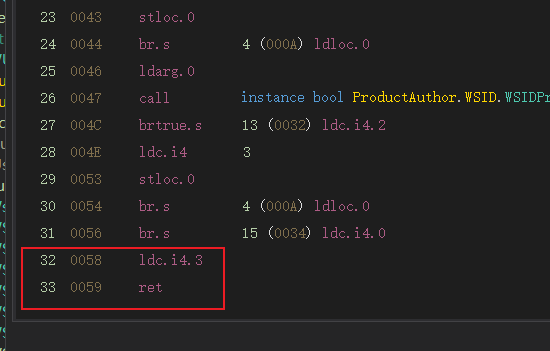 23 0043 stloc.0
24 0044 br.s 4 (000A) ldloc.0
25 0046 ldarg.0
26 0047 call instance bool ProductAuthor.WSID.WSIDPr
27 004C brtrue.s 13 (0032) ldc.i4.2
28 004E ldc.i4 3
29 0053 stloc.0
30 0054 br.s 4 (000A) ldloc.0
31 0056 br.s 15 (0034) ldc.i4.0
32 0058 ldc.i4.3
33 0059 ret